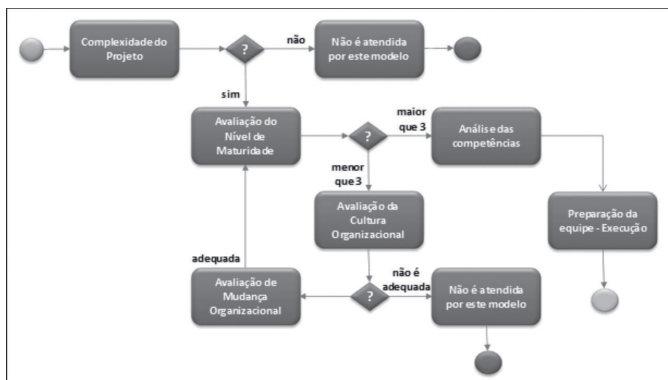 Complexidade do
Projeto
?
não
Não é atendida
por este modelo
sim
Avaliação do
Nível de
Maturidade
?
maior
que 3
Análise das
competências
menor
que 3
Avaliação da
Cultura
Organizacional
Preparação da
equipe - Execução
adequada
Avaliação de
Mudança
Organizacional
?
não é
adequada
Não é atendida
por este modelo